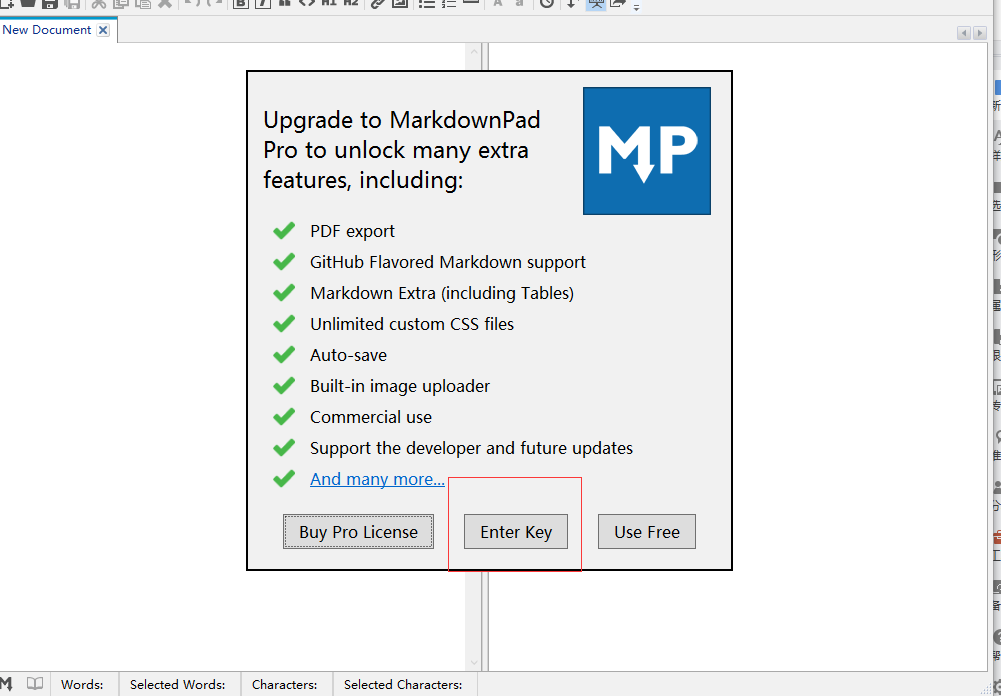 New Document
Upgrade to MarkdownPad
Pro to unlock many extra
features, including:
MP
PDF export
GitHub Flavored Markdown support
Markdown Extra (including Tables)
Unlimited custom CSS files
Auto-save
Built-in image uploader
Commercial use
Support the developer and future updates
And many more...
Buy Pro License
Enter Key
Use Free
Words:
Selected Words:
Characters:
Selected Characters: